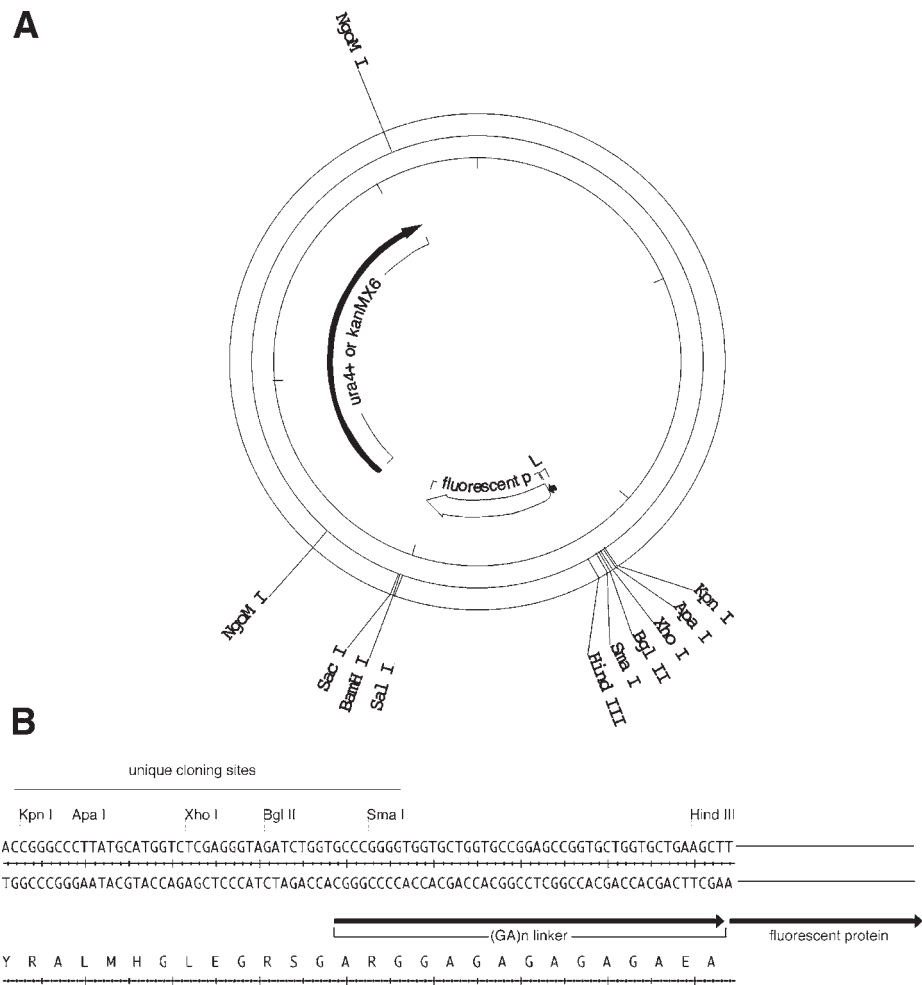 A
NgoM I
ura4+ or kanMX6
L
fluorescent p
NgoM I
Sac I
BamH I
Sal I
Hind III
Sma I
Bgl II
Xho I
Apa I
Kpn I
B
unique cloning sites
Kpn I Apa I Xho I Bgl II Sma I Hind III
ACCGGGCCCTTATGCATGGTCTCGAGGGTAGATCTGGTGCCCGGGGTGGTGCTGGTGCCGGAGCCGGTGCTGGTGCTGAAGCTT
TGGCCCGGGAATACGTACCAGAGCTCCCATCTAGACCACGGGCCCCACCACGACCACGGCCTCGGCCACGACCACGACTTCGAA
(GA)n linker fluorescent protein
Y R A L M H G L E G R S G A R G G A G A G A G A G A E A